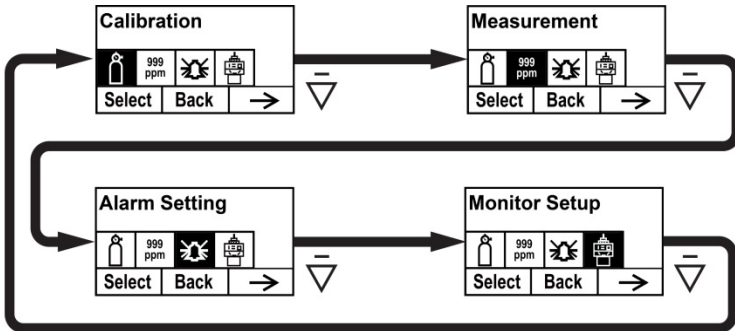 Calibration
999
ppm
Select Back →
Measurement
999
ppm
Select Back →
Alarm Setting
999
ppm
Select Back →
Monitor Setup
999
ppm
Select Back →